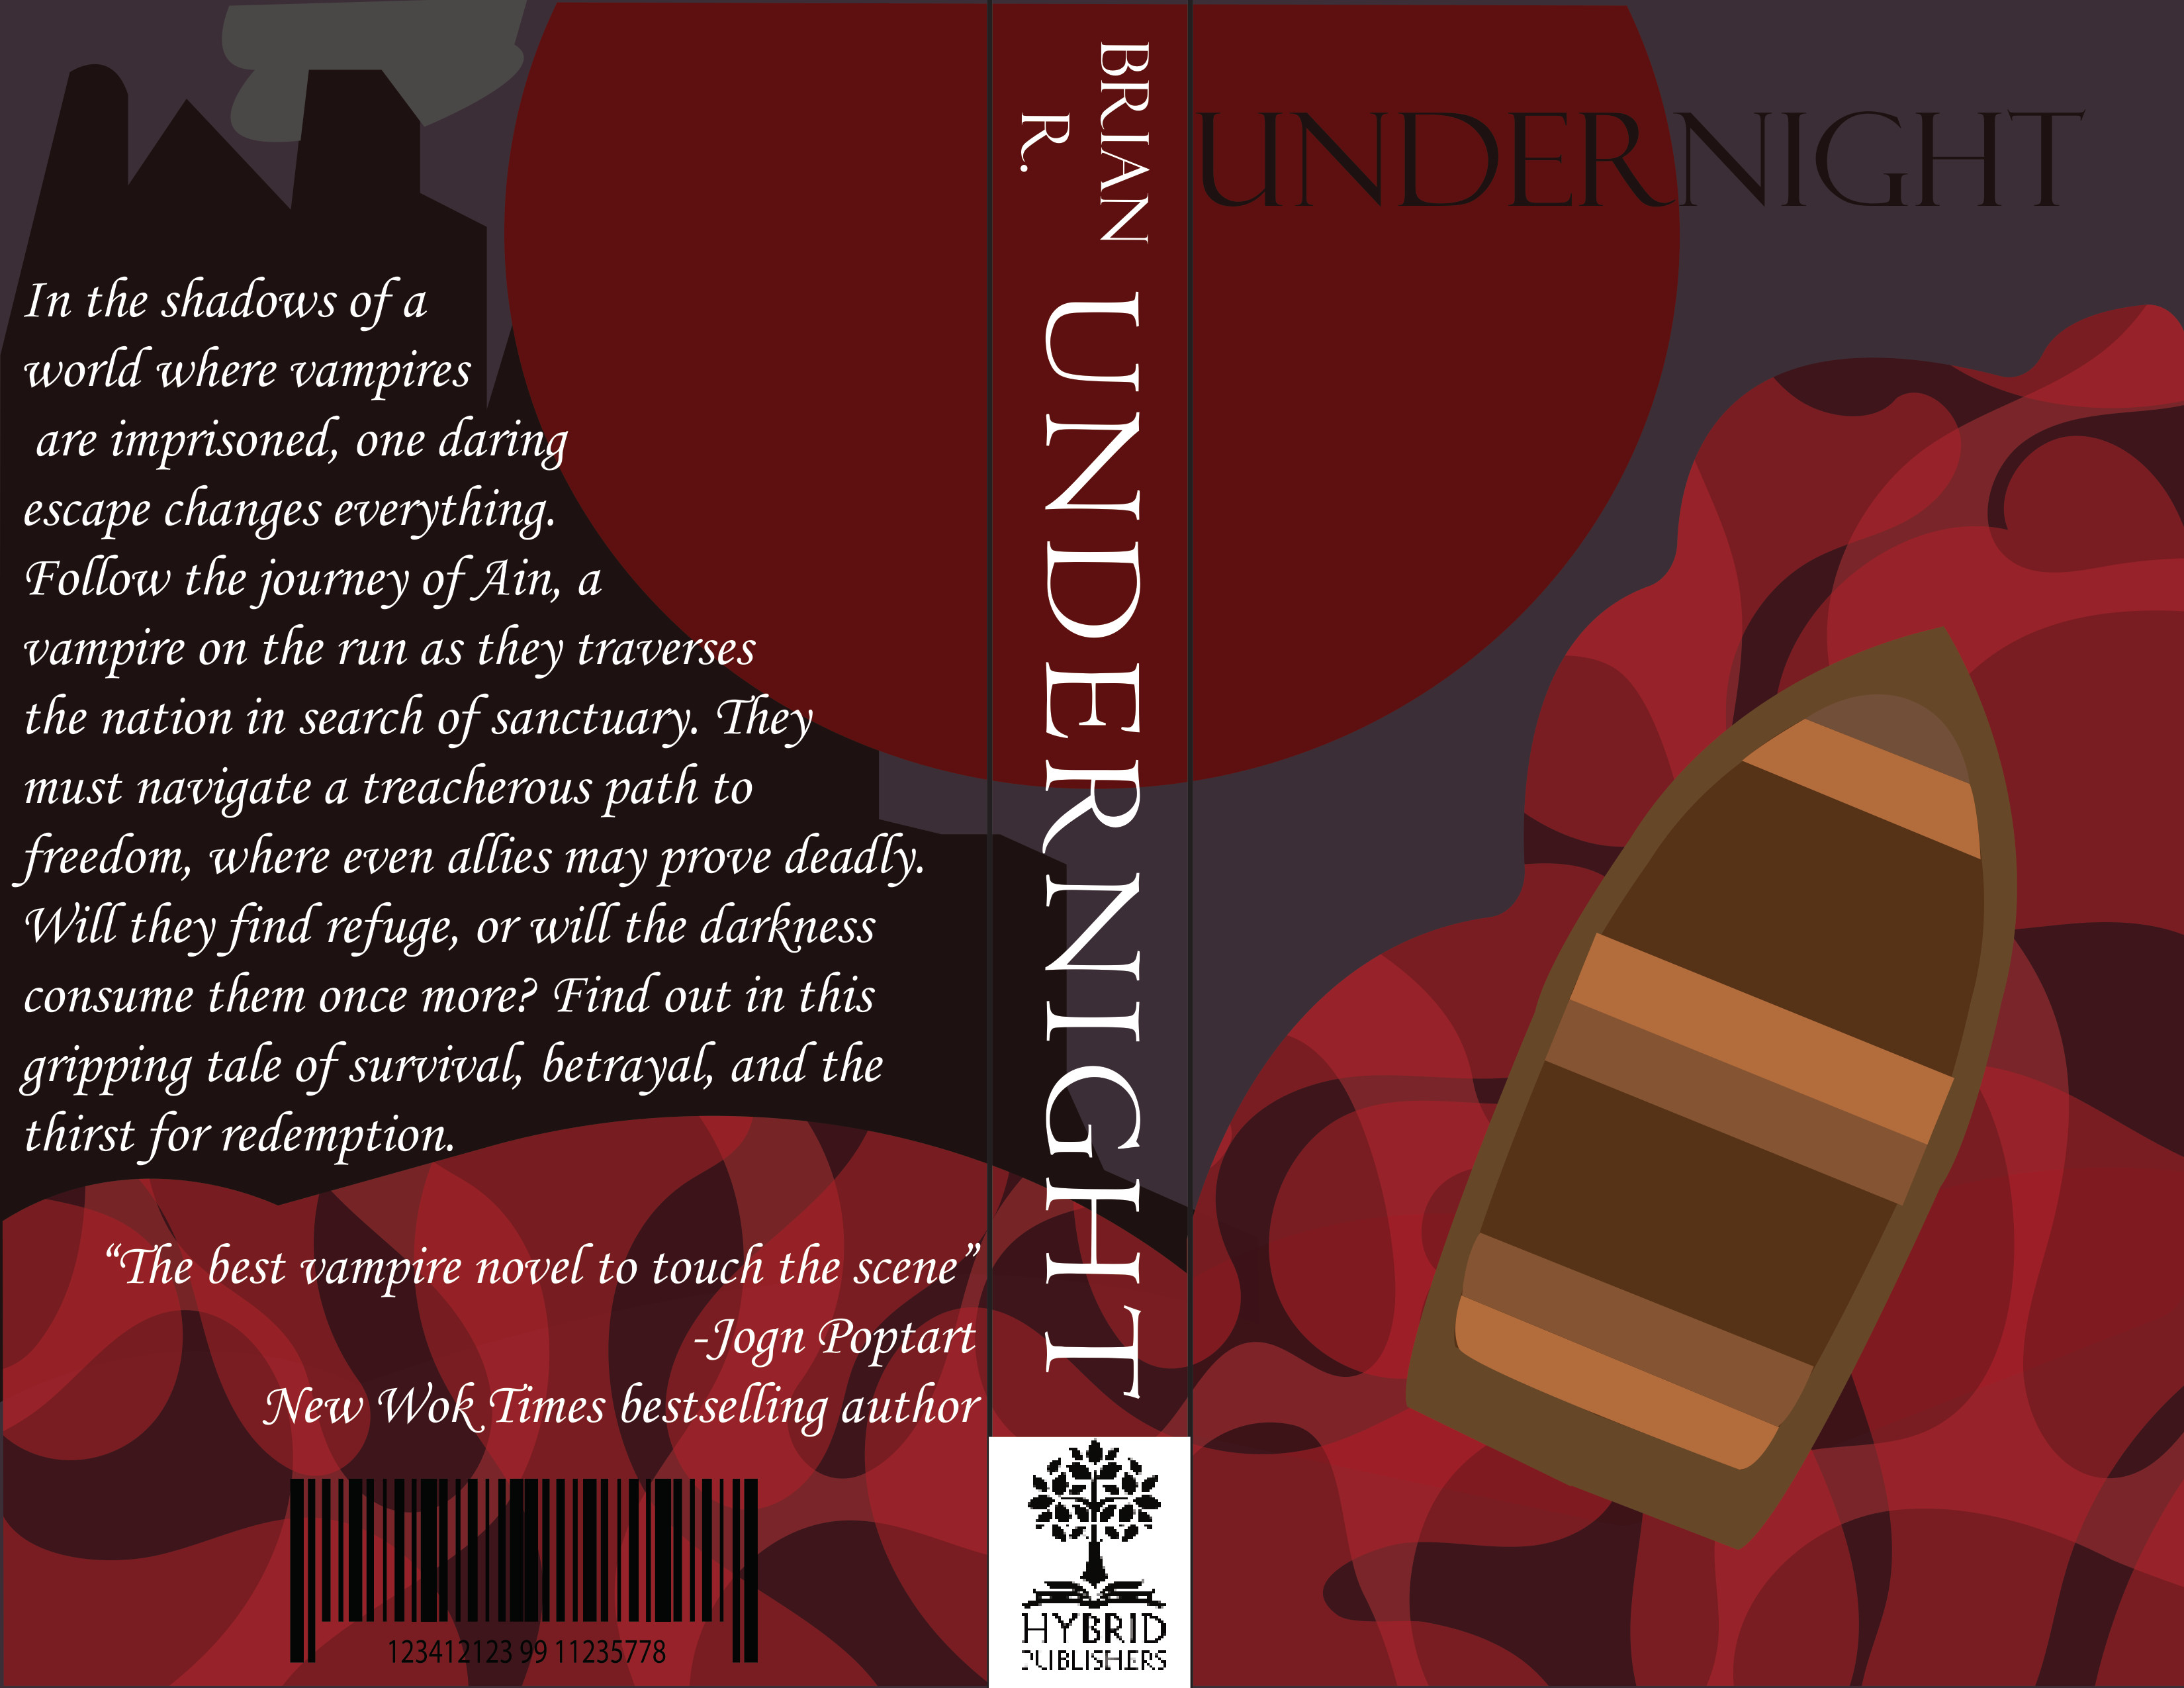 In the shadows of a
world where vampires
are imprisoned, one daring
escape changes everything.
Follow the journey of Ain, a
vampire on the run as they traverses
the nation in search of sanctuary. They
must navigate a treacherous path to
freedom, where even allies may prove deadly.
Will they find refuge, or will the darkness
consume them once more? Find out in this
gripping tale of survival, betrayal, and the
thirst for redemption.
“The best vampire novel to touch the scene”
-Jogn Poptart
New Wok Times bestselling author
123412123 99 11235778
BRIAN
R.
UNDERNIGHT
HYBRID
PUBLISHERS
UNDERNIGHT